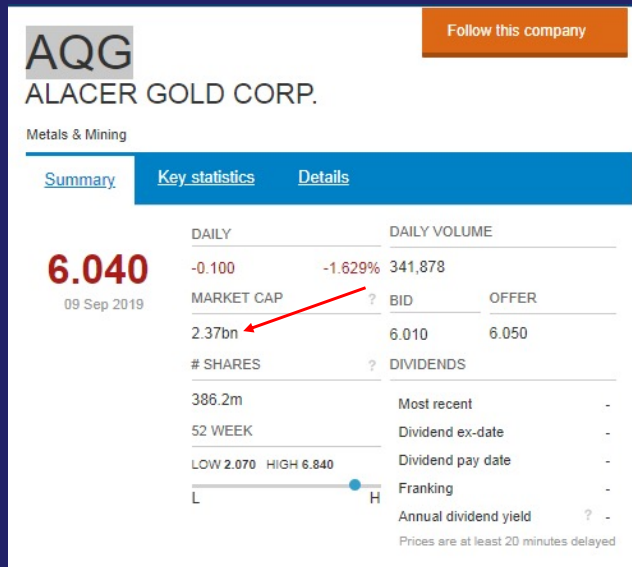 Follow this company
AQG
ALACER GOLD CORP.
Metals & Mining
Summary Key statistics Details
6.040
09 Sep 2019
DAILY
-0.100 -1.629%
MARKET CAP ?
2.37bn
# SHARES ?
386.2m
52 WEEK
LOW 2.070 HIGH 6.840
L H
DAILY VOLUME
341,878
BID OFFER
6.010 6.050
DIVIDENDS
Most recent -
Dividend ex-date -
Dividend pay date -
Franking -
Annual dividend yield ? -
Prices are at least 20 minutes delayed